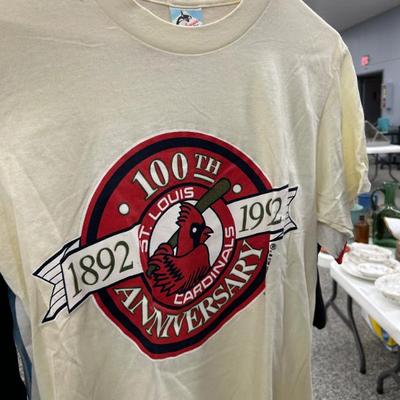 100TH
ST. LOUIS
1892
1992
CARDINALS
ANNIVERSARY